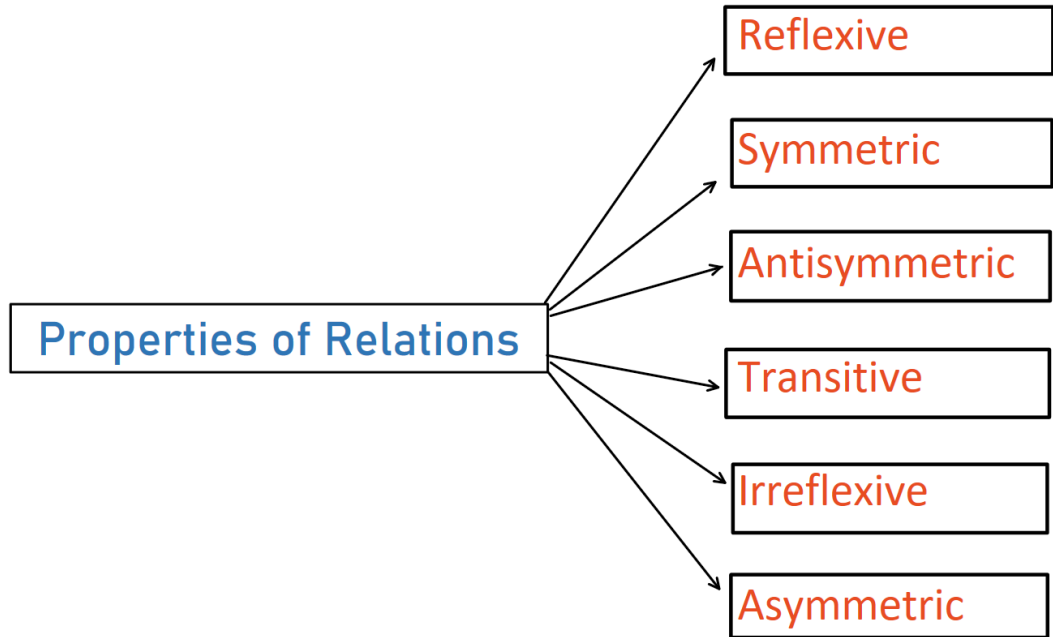 Reflexive
Symmetric
Antisymmetric
Properties of Relations
Transitive
Irreflexive
Asymmetric